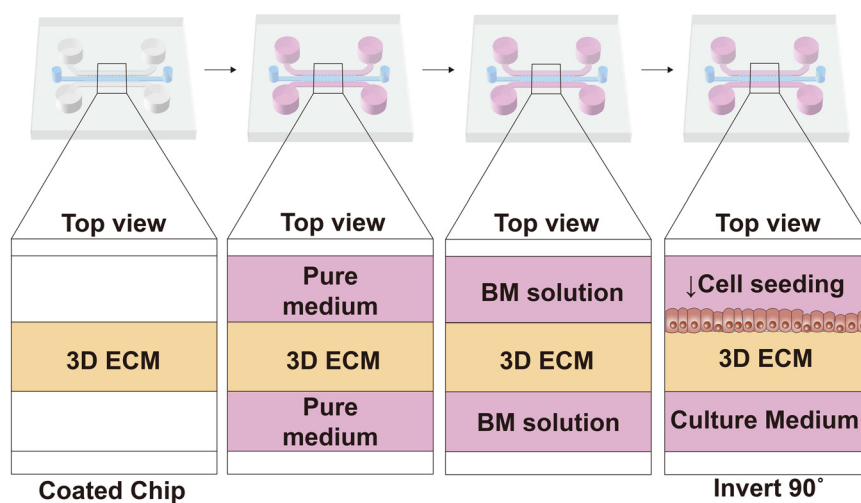 Top view
Top view
Top view
Top view
Pure
medium
BM solution
↓Cell seeding
3D ECM
3D ECM
3D ECM
3D ECM
Pure
medium
BM solution
Culture Medium
Coated Chip
Invert 90°